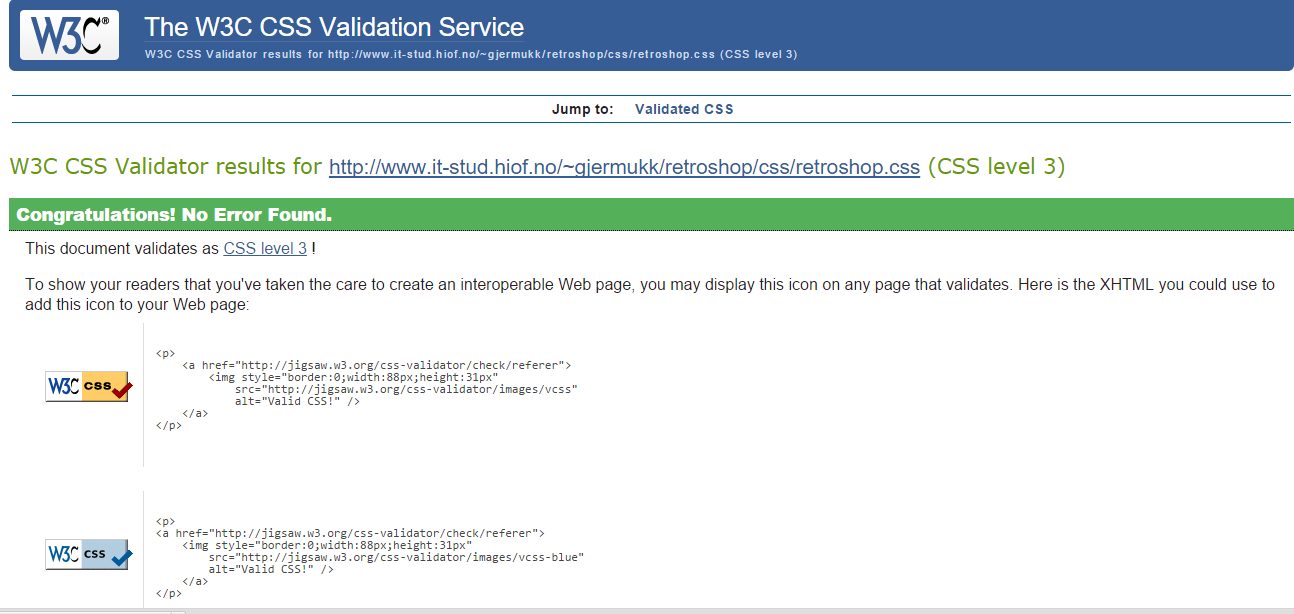 W3C®
The W3C CSS Validation Service
W3C CSS Validator results for http://www.it-stud.hiof.no/~gjermukk/retroshop/css/retroshop.css (CSS level 3)
Jump to: Validated CSS
W3C CSS Validator results for http://www.it-stud.hiof.no/~gjermukk/retroshop/css/retroshop.css (CSS level 3)
Congratulations! No Error Found.
This document validates as CSS level 3 !
To show your readers that you've taken the care to create an interoperable Web page, you may display this icon on any page that validates. Here is the XHTML you could use to
add this icon to your Web page:
W3C css
<p>
<a href="http://jigsaw.w3.org/css-validator/check/referer">
<img style="border:0;width:88px;height:31px"
src="http://jigsaw.w3.org/css-validator/images/vcss"
alt="Valid CSS!" />
</a>
</p>
W3C css
<p>
<a href="http://jigsaw.w3.org/css-validator/check/referer">
<img style="border:0;width:88px;height:31px"
src="http://jigsaw.w3.org/css-validator/images/vcss-blue"
alt="Valid CSS!" />
</a>
</p>